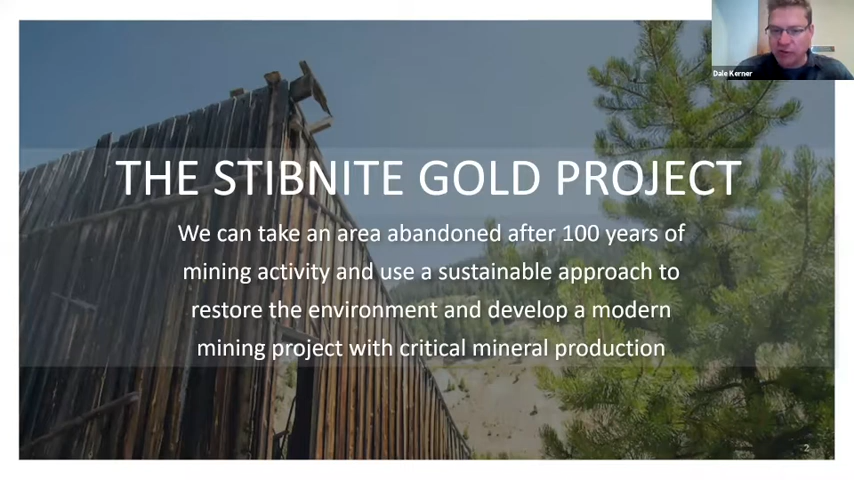 Dale Kerner
THE STIBNITE GOLD PROJECT
We can take an area abandoned after 100 years of
mining activity and use a sustainable approach to
restore the environment and develop a modern
mining project with critical mineral production
2